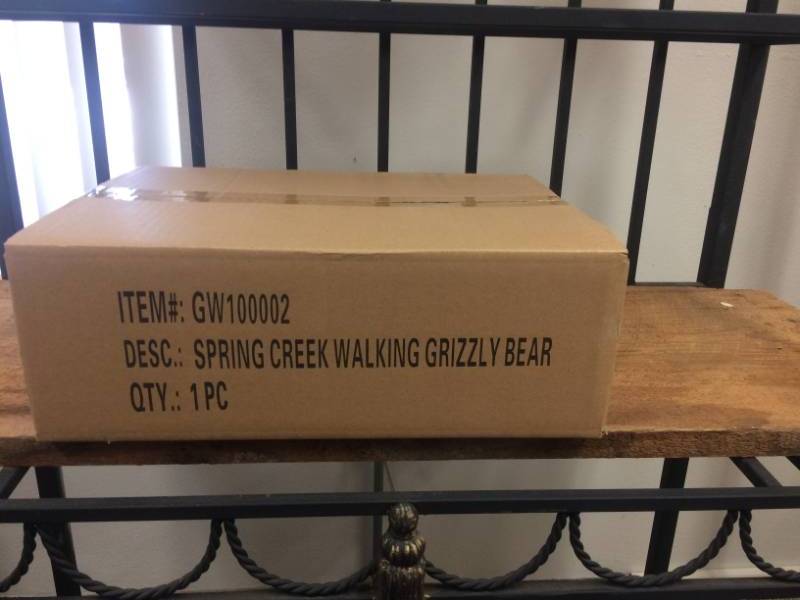 ITEM#: GW100002
DESC.: SPRING CREEK WALKING GRIZZLY BEAR
QTY.: 1 PC